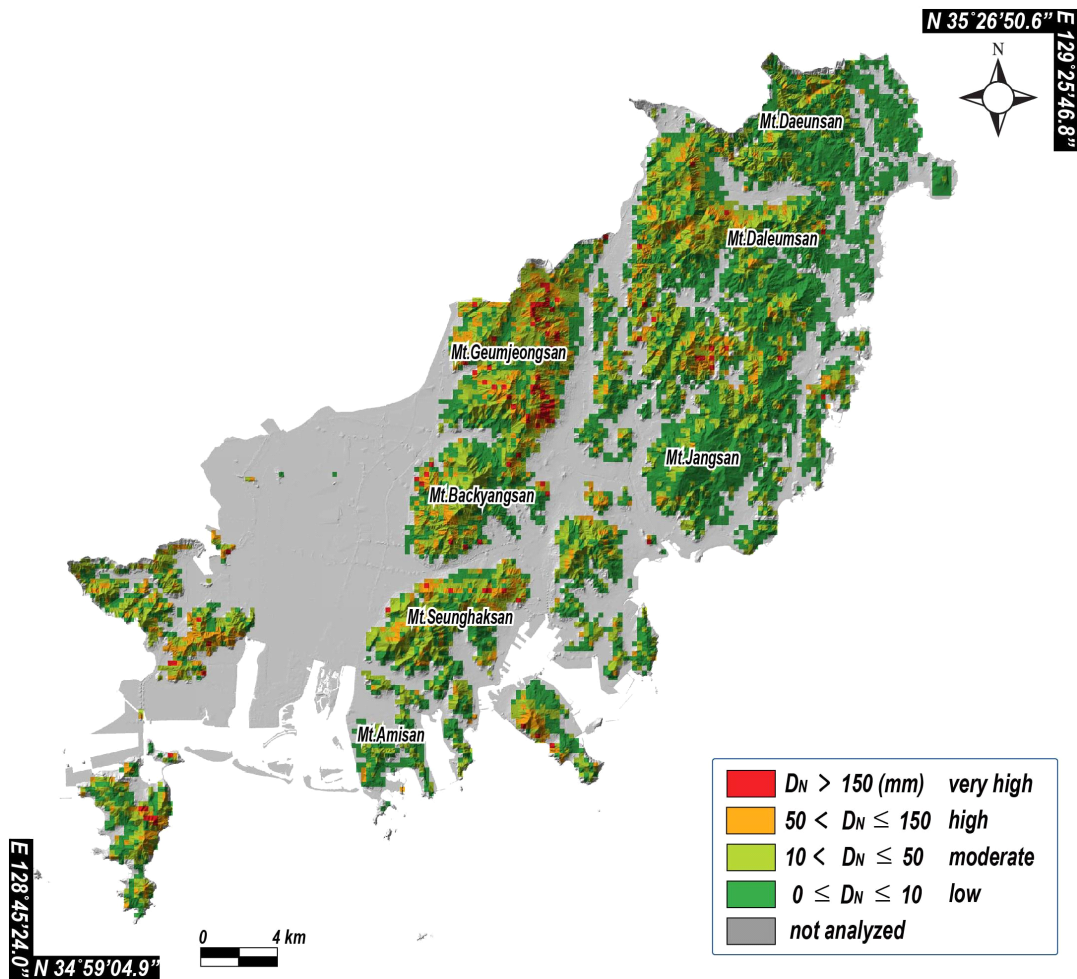 N 35°26'50.6”
E 129°25'46.8”
N
Mt.Daeunsan
Mt.Daleumsan
Mt.Geumjeongsan
Mt.Jangsan
Mt.Backyangsan
Mt.Seunghaksan
Mt.Amisan
DN > 150 (mm) very high
50 < DN ≤ 150 high
10 < DN ≤ 50 moderate
0 ≤ DN ≤ 10 low
not analyzed
E 128°45'24.0”
N 34°59'04.9”
0 4 km